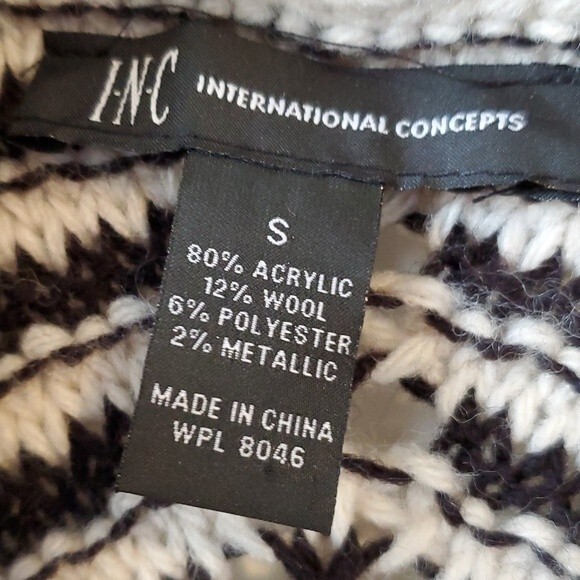 I·N·C INTERNATIONAL CONCEPTS
S
80% ACRYLIC
12% WOOL
6% POLYESTER
2% METALLIC
MADE IN CHINA
WPL 8046